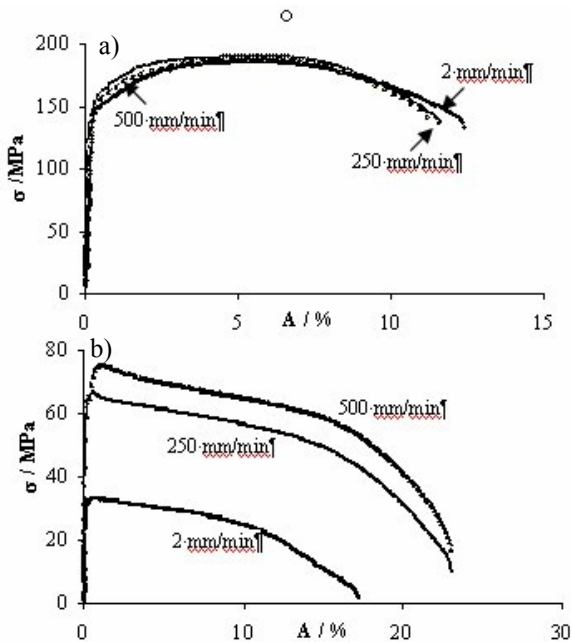 a)
200
150
100
50
0
σ /MPa
500·mm/min¶
2·mm/min¶
250·mm/min¶
0 5 10 15
A / %
b)
80
60
40
20
0
σ / MPa
500·mm/min¶
250·mm/min¶
2·mm/min¶
0 10 20 30
A / %